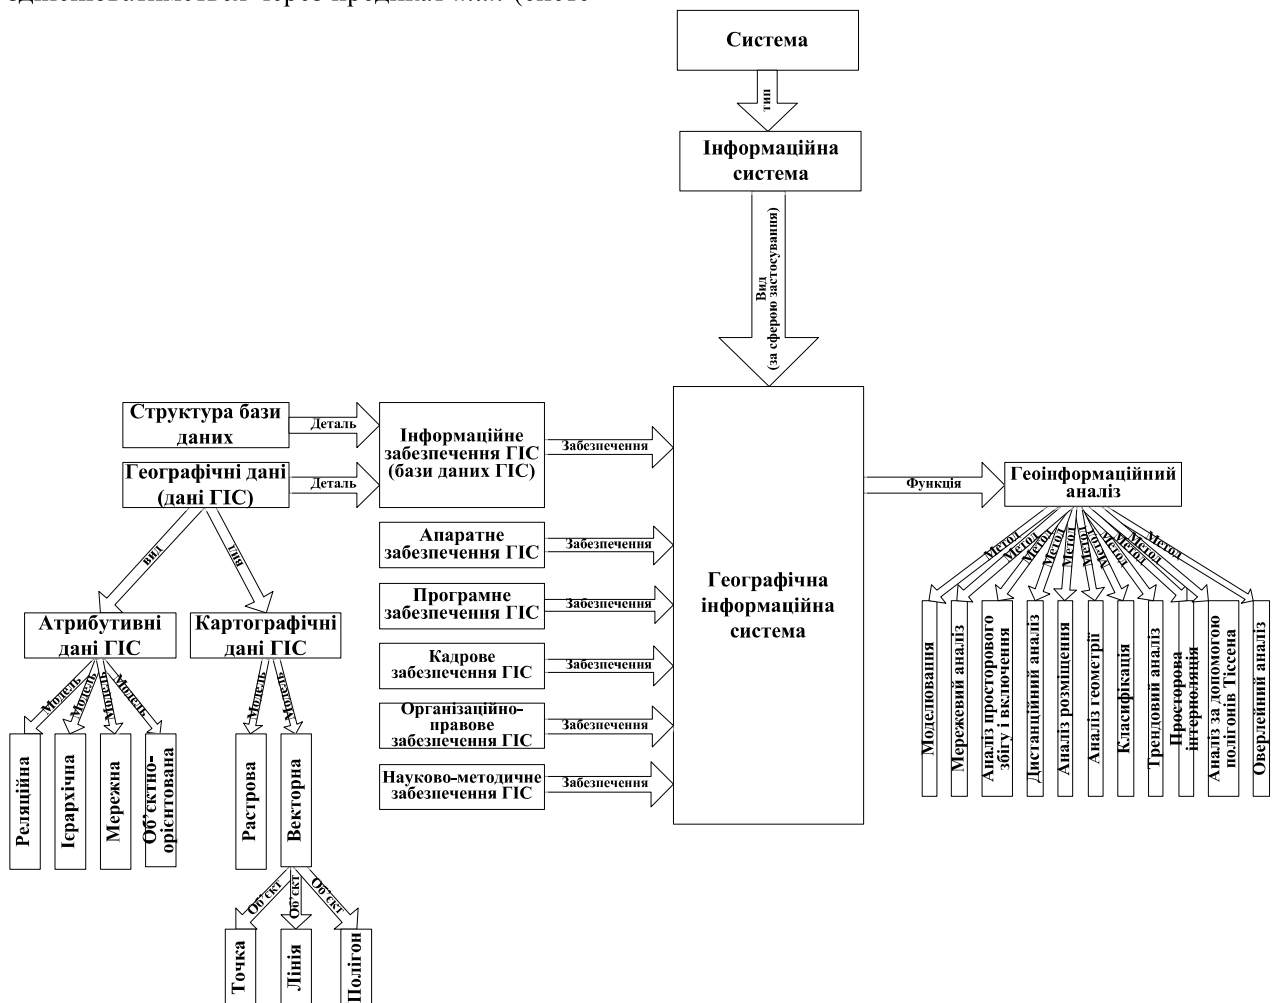 Система
тип
Інформаційна
система
Вид
(за сферою застосування)
Структура бази
даних
Деталь
Інформаційне
забезпечення ГІС
(бази даних ГІС)
Забезпечення
Географічні дані
(дані ГІС)
Деталь
Географічна
інформаційна
система
Функція
Геоінформаційний
аналіз
Апаратне
забезпечення ГІС
Забезпечення
Програмне
забезпечення ГІС
Забезпечення
Кадрове
забезпечення ГІС
Забезпечення
Організаційно-
правове
забезпечення ГІС
Забезпечення
Науково–методичне
забезпечення ГІС
Забезпечення
вид
вид
Атрибутивні
дані ГІС
Картографічні
дані ГІС
Модель
Модель
Модель
Модель
Модель
Модель
Реляційна
Ієрархічна
Мережна
Об'єктно-
орієнтована
Растрова
Векторна
Об'єкт
Об'єкт
Об'єкт
Точка
Лінія
Полігон
Метод
Метод
Метод
Метод
Метод
Метод
Метод
Метод
Метод
Метод
Метод
Моделювання
Мережевий аналіз
Аналіз просторового
збігу і включення
Дистанційний аналіз
Аналіз розміщення
Аналіз геометрії
Класифікація
Трендовий аналіз
Просторова
інтерполяція
Аналіз за допомогою
полігонів Тіссена
Оверлейний аналіз